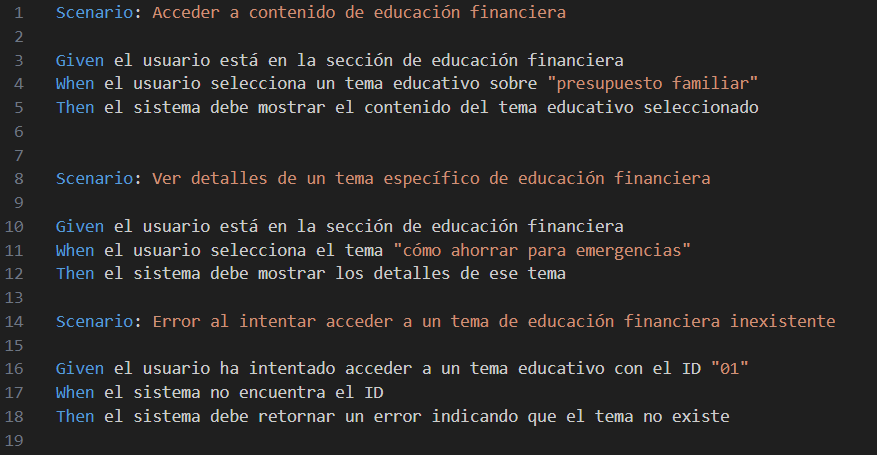 1 Scenario: Acceder a contenido de educación financiera
2
3 Given el usuario está en la sección de educación financiera
4 When el usuario selecciona un tema educativo sobre "presupuesto familiar"
5 Then el sistema debe mostrar el contenido del tema educativo seleccionado
6
7
8 Scenario: Ver detalles de un tema específico de educación financiera
9
10 Given el usuario está en la sección de educación financiera
11 When el usuario selecciona el tema "cómo ahorrar para emergencias"
12 Then el sistema debe mostrar los detalles de ese tema
13
14 Scenario: Error al intentar acceder a un tema de educación financiera inexistente
15
16 Given el usuario ha intentado acceder a un tema educativo con el ID "01"
17 When el sistema no encuentra el ID
18 Then el sistema debe retornar un error indicando que el tema no existe
19